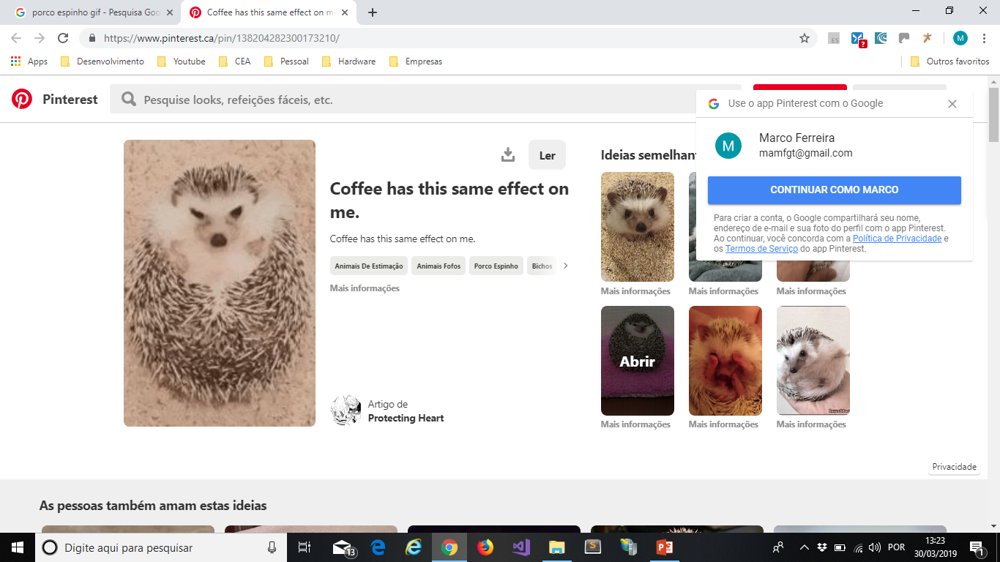 porco espinho gif - Pesquisa Goo
Coffee has this same effect on m
https://www.pinterest.ca/pin/138204282300173210/
ES
?
M
Apps
Desenvolvimento
Youtube
CEA
Pessoal
Hardware
Empresas
Outros favoritos
Pinterest
Pesquise looks, refeições fáceis, etc.
Use o app Pinterest com o Google
M
Marco Ferreira
mamfgt@gmail.com
CONTINUAR COMO MARCO
Para criar a conta, o Google compartilhará seu nome,
endereço de e-mail e sua foto do perfil com o app Pinterest.
Ao continuar, você concorda com a Política de Privacidade e
os Termos de Serviço do app Pinterest.
Ler
Coffee has this same effect on
me.
Coffee has this same effect on me.
Animais De Estimação
Animais Fofos
Porco Espinho
Bichos
Mais informações
Artigo de
Protecting Heart
Ideias semelhant
Mais informações
Mais informações
Mais informações
Abrir
Mais informações
Mais informações
Mais informações
Privacidade
As pessoas também amam estas ideias
Digite aqui para pesquisar
13
POR
13:23
30/03/2019
1